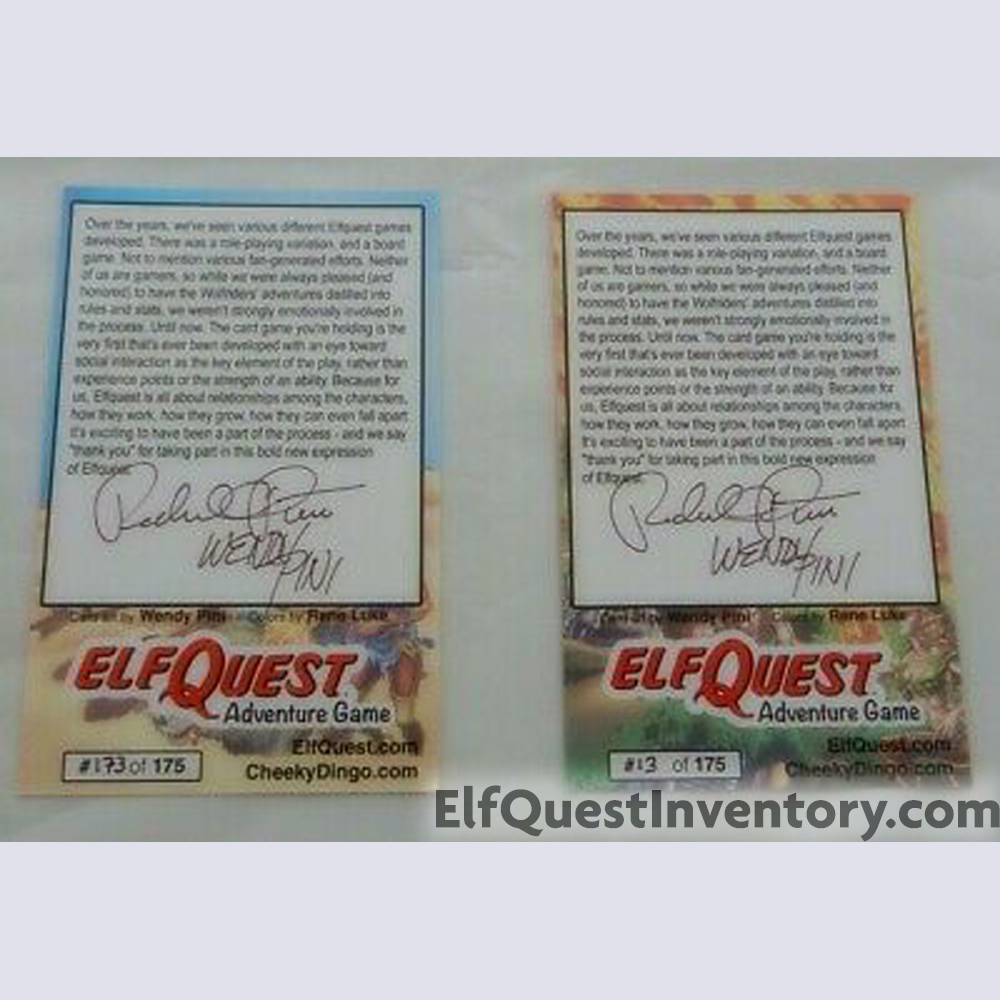 Over the years, we've seen various different Elfquest games
developed. There was a role-playing variation, and a board
game. Not to mention various fan-generated efforts. Neither
of us are gamers, so while we were always pleased (and
honored) to have the Wolfriders' adventures distilled into
rules and stats, we weren't strongly emotionally involved in
the process. Until now. The card game you're holding is the
very first that's ever been developed with an eye toward
social interaction as the key element of the play, rather than
experience points or the strength of an ability. Because for
us, Elfquest is all about relationships among the characters,
how they work, how they grow, how they can even fall apart
It's exciting to have been a part of the process - and we say
"thank you" for taking part in this bold new expression
of Elfquest.
Richard Pini
WENDY
PINI
Card art by Wendy Pini Colors by Rene Luke
ELFQUEST
Adventure Game
ElfQuest.com
#173 of 175
CheekyDingo.com
Over the years, we've seen various different Elfquest games
developed. There was a role-playing variation, and a board
game. Not to mention various fan-generated efforts. Neither
of us are gamers, so while we were always pleased (and
honored) to have the Wolfriders' adventures distilled into
rules and stats, we weren't strongly emotionally involved in
the process. Until now. The card game you're holding is the
very first that's ever been developed with an eye toward
social interaction as the key element of the play, rather than
experience points or the strength of an ability. Because for
us, Elfquest is all about relationships among the characters,
how they work, how they grow, how they can even fall apart
It's exciting to have been a part of the process - and we say
"thank you" for taking part in this bold new expression
of Elfquest.
Richard Pini
WENDY
PINI
Card art by Wendy Pini Colors by Rene Luke
ELFQUEST
Adventure Game
ElfQuest.com
#13 of 175
CheekyDingo.com
ElfQuestInventory.com